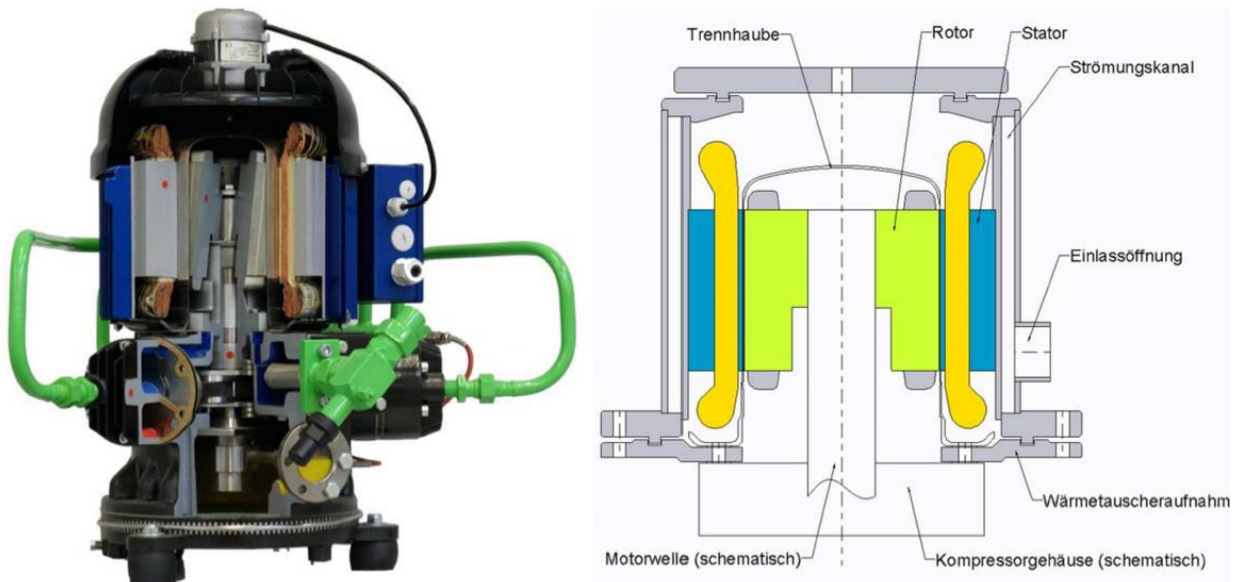 Trennhaube
Rotor
Stator
Strömungskanal
Einlassöffnung
Wärmetauscheraufnahm
Motorwelle (schematisch)
Kompressorgehäuse (schematisch)